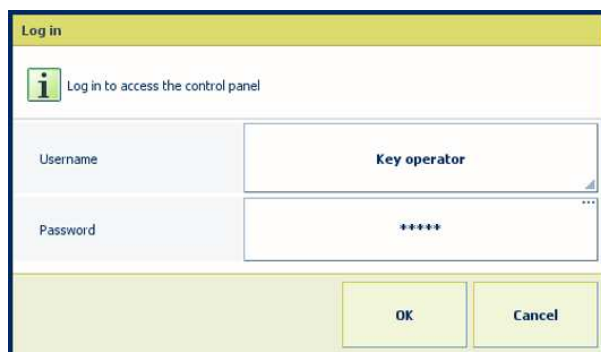 Log in
i
Log in to access the control panel
Username
Key operator
Password
*****
OK
Cancel